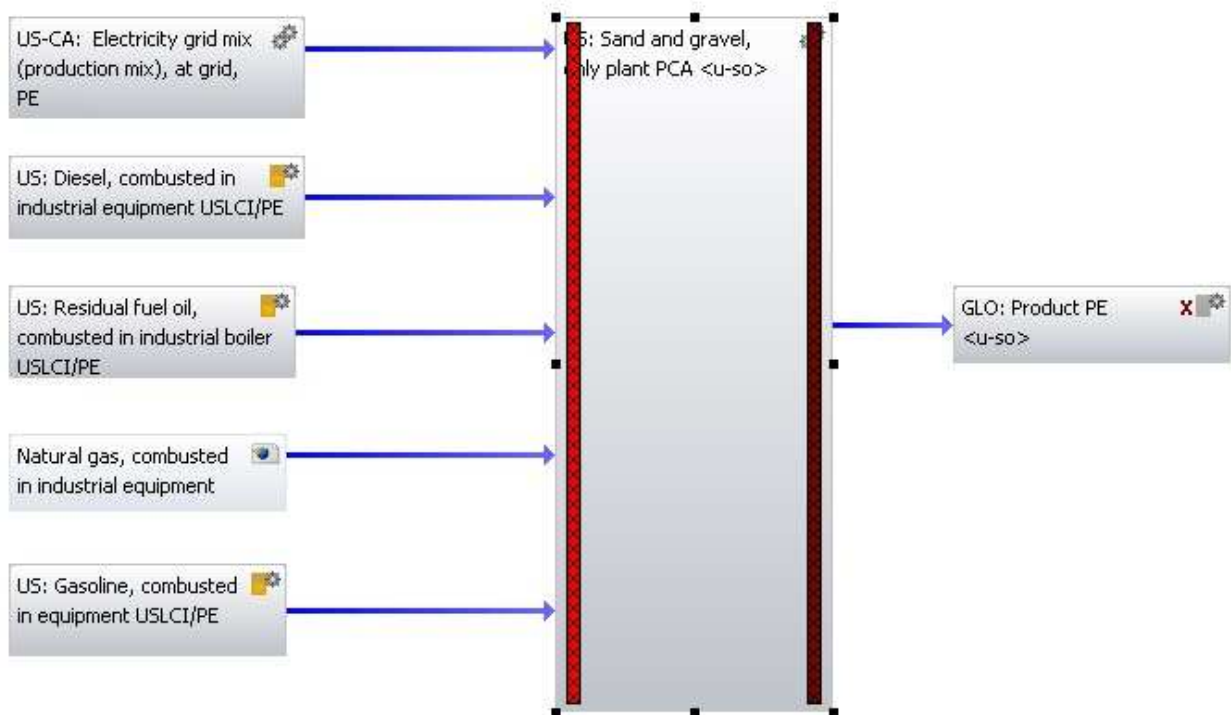 US-CA: Electricity grid mix
(production mix), at grid,
PE
US: Diesel, combusted in
industrial equipment USLCI/PE
US: Residual fuel oil,
combusted in industrial boiler
USLCI/PE
Natural gas, combusted
in industrial equipment
US: Gasoline, combusted
in equipment USLCI/PE
Sand and gravel,
plant PCA <u-so>
GLO: Product PE
<u-so>
X